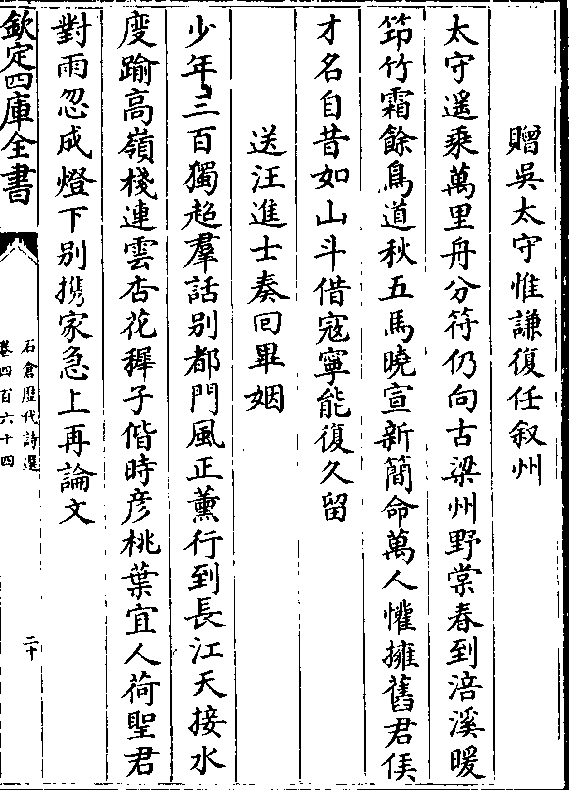 贈吳太守惟謙復任叙州
太守遥乘萬里舟分符仍向古梁州野棠春到涪溪暖
筇竹霜餘鳥道秋五馬曉宣新簡命萬人懽擁舊君侯
才名自昔如山斗借宼寧能復久留
送汪進士奏回畢姻
少年三百獨超羣話别都門風正薰行到長江天接水
度踰高嶺棧連雲杏花穉子偕時彦桃葉宜人荷聖君
對雨忽成燈下别携家急上再論文
欽定四庫全書
石倉歷代詩選
卷四百六十四
二十